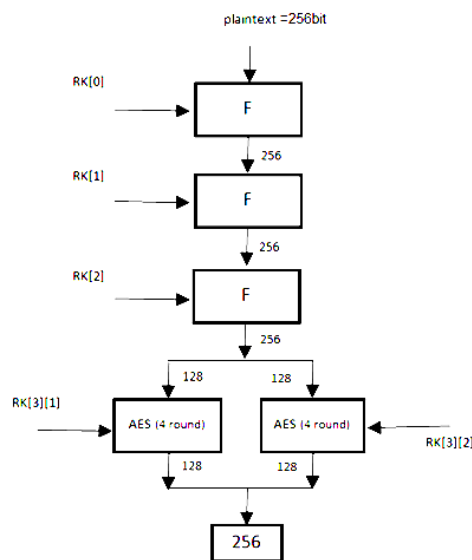 plaintext =256bit
RK[0]
F
256
RK[1]
F
256
RK[2]
F
256
128
128
RK[3][1]
AES (4 round)
AES (4 round)
RK[3][2]
128
128
256